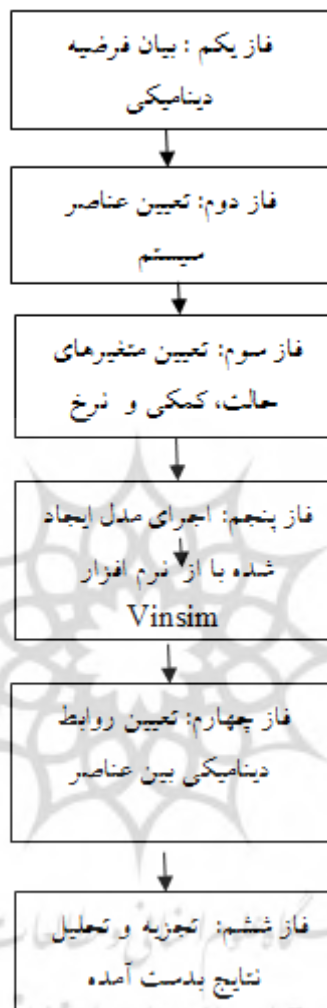 فاز یکم : بیان فرضیه
دینامیکی
فاز دوم: تعیین عناصر
سیستم
فاز سوم: تعیین متغیرهای
حالت، کمکی و نرخ
فاز پنجم: اجرای مدل ایجاد
شده با از نرم افزار
Vinsim
فاز چهارم: تعیین روابط
دینامیکی بین عناصر
فاز ششم: تجزیه و تحلیل
نتایج بدست آمده